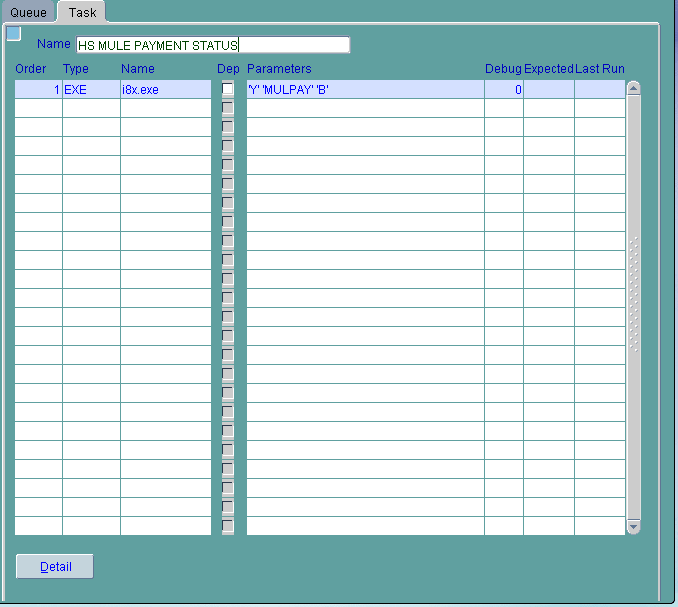 Queue Task
Name HS MULE PAYMENT STATUS
Order Type Name Dep Parameters Debug Expected Last Run
1 EXE i8x.exe 'Y' 'MULPAY' 'B' 0
Detail